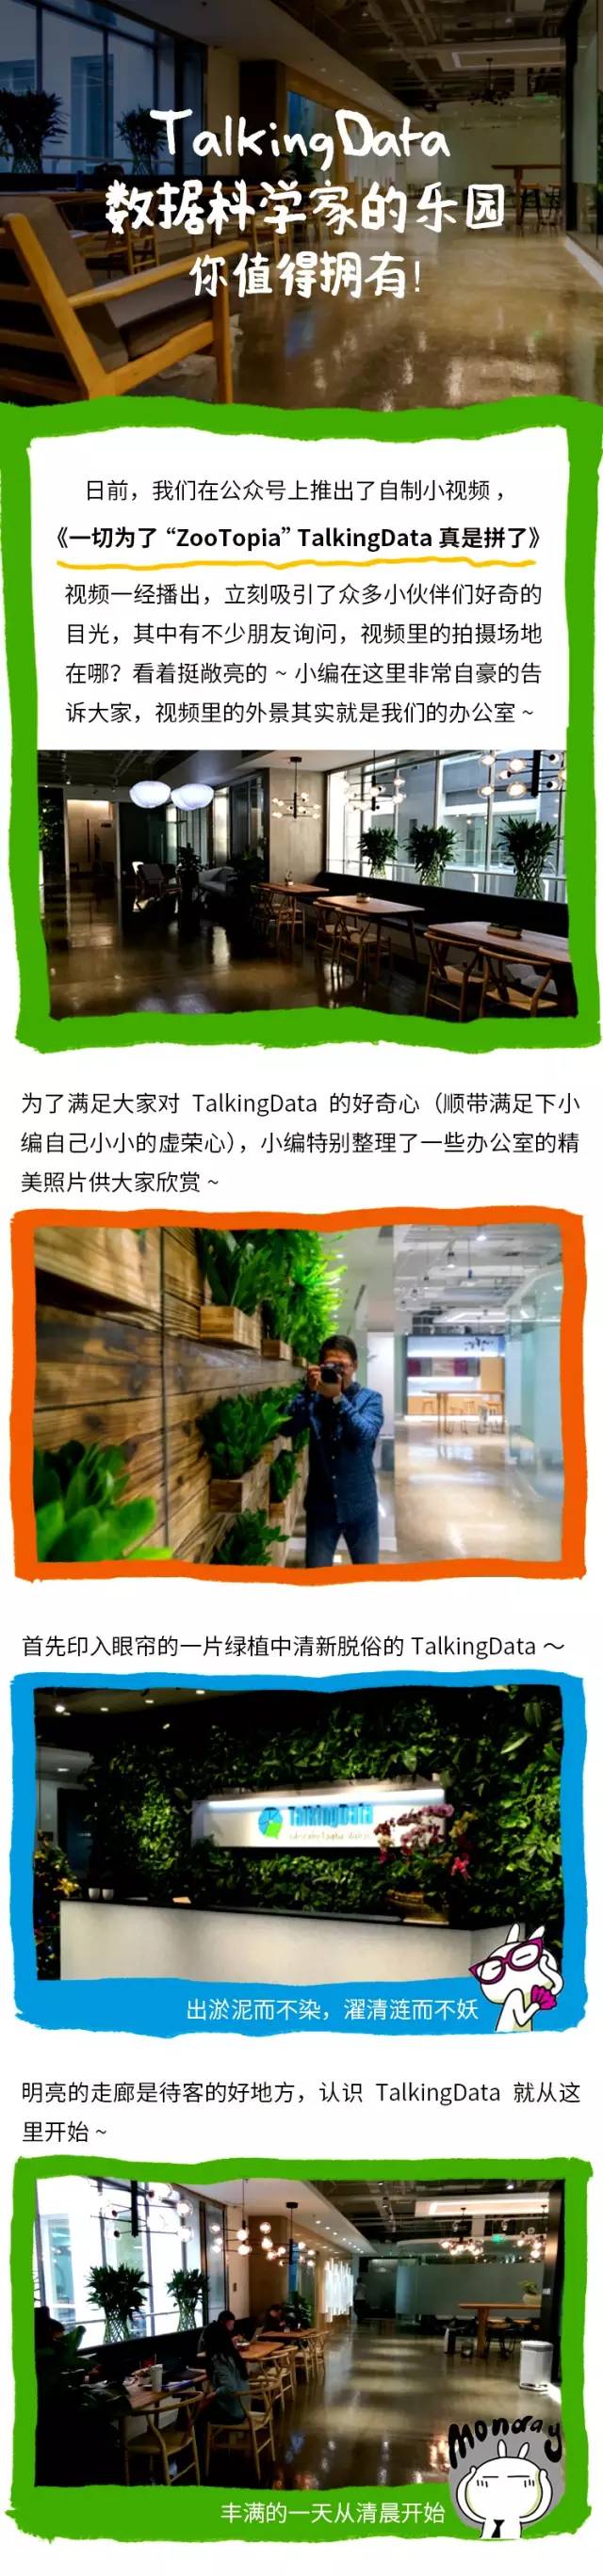 TalkingData
数据科学家的乐园
你值得拥有!
日前，我们在公众号上推出了自制小视频，
《一切为了 “ZooTopia” TalkingData 真是拼了》
视频一经播出，立刻吸引了众多小伙伴们好奇的
目光，其中有不少朋友询问，视频里的拍摄场地
在哪？看着挺敞亮的 ~ 小编在这里非常自豪的告
诉大家，视频里的外景其实就是我们的办公室 ~
为了满足大家对 TalkingData 的好奇心（顺带满足下小
编自己小小的虚荣心），小编特别整理了一些办公室的精
美照片供大家欣赏 ~
首先印入眼帘的一片绿植中清新脱俗的 TalkingData ～
TalkingData
出淤泥而不染，濯清涟而不妖
明亮的走廊是待客的好地方，认识 TalkingData 就从这
里开始 ~
monday
丰满的一天从清晨开始